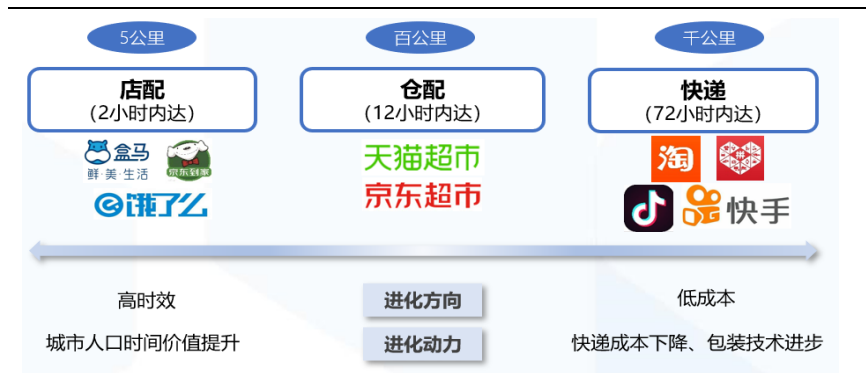 5公里
百公里
千公里
店配
(2小时内达)
仓配
(12小时内达)
快递
(72小时内达)
盒马
鲜·美·生活
京东到家
饿了么
天猫超市
京东超市
淘
拼
快手
高时效
进化方向
低成本
城市人口时间价值提升
进化动力
快递成本下降、包装技术进步